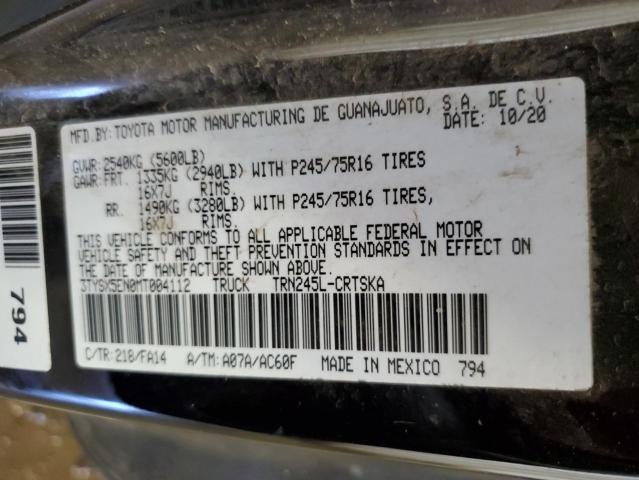 MFD.BY: TOYOTA MOTOR MANUFACTURING DE GUANAJUATO, S.A. DE C.V.
DATE: 10/20
GVWR: 2540KG (5600LB)
GAWR: FRT. 1335KG (2940LB) WITH P245/75R16 TIRES
16X7J RIMS.
RR. 1490KG (3280LB) WITH P245/75R16 TIRES,
16X7J RIMS.
THIS VEHICLE CONFORMS TO ALL APPLICABLE FEDERAL MOTOR
VEHICLE SAFETY AND THEFT PREVENTION STANDARDS IN EFFECT ON
THE DATE OF MANUFACTURE SHOWN ABOVE.
3TYSX5EN0MT004112 TRUCK TRN245L-CRTSKA
C/TR: 218/FA14 A/TM: A07A/AC60F MADE IN MEXICO 794
794